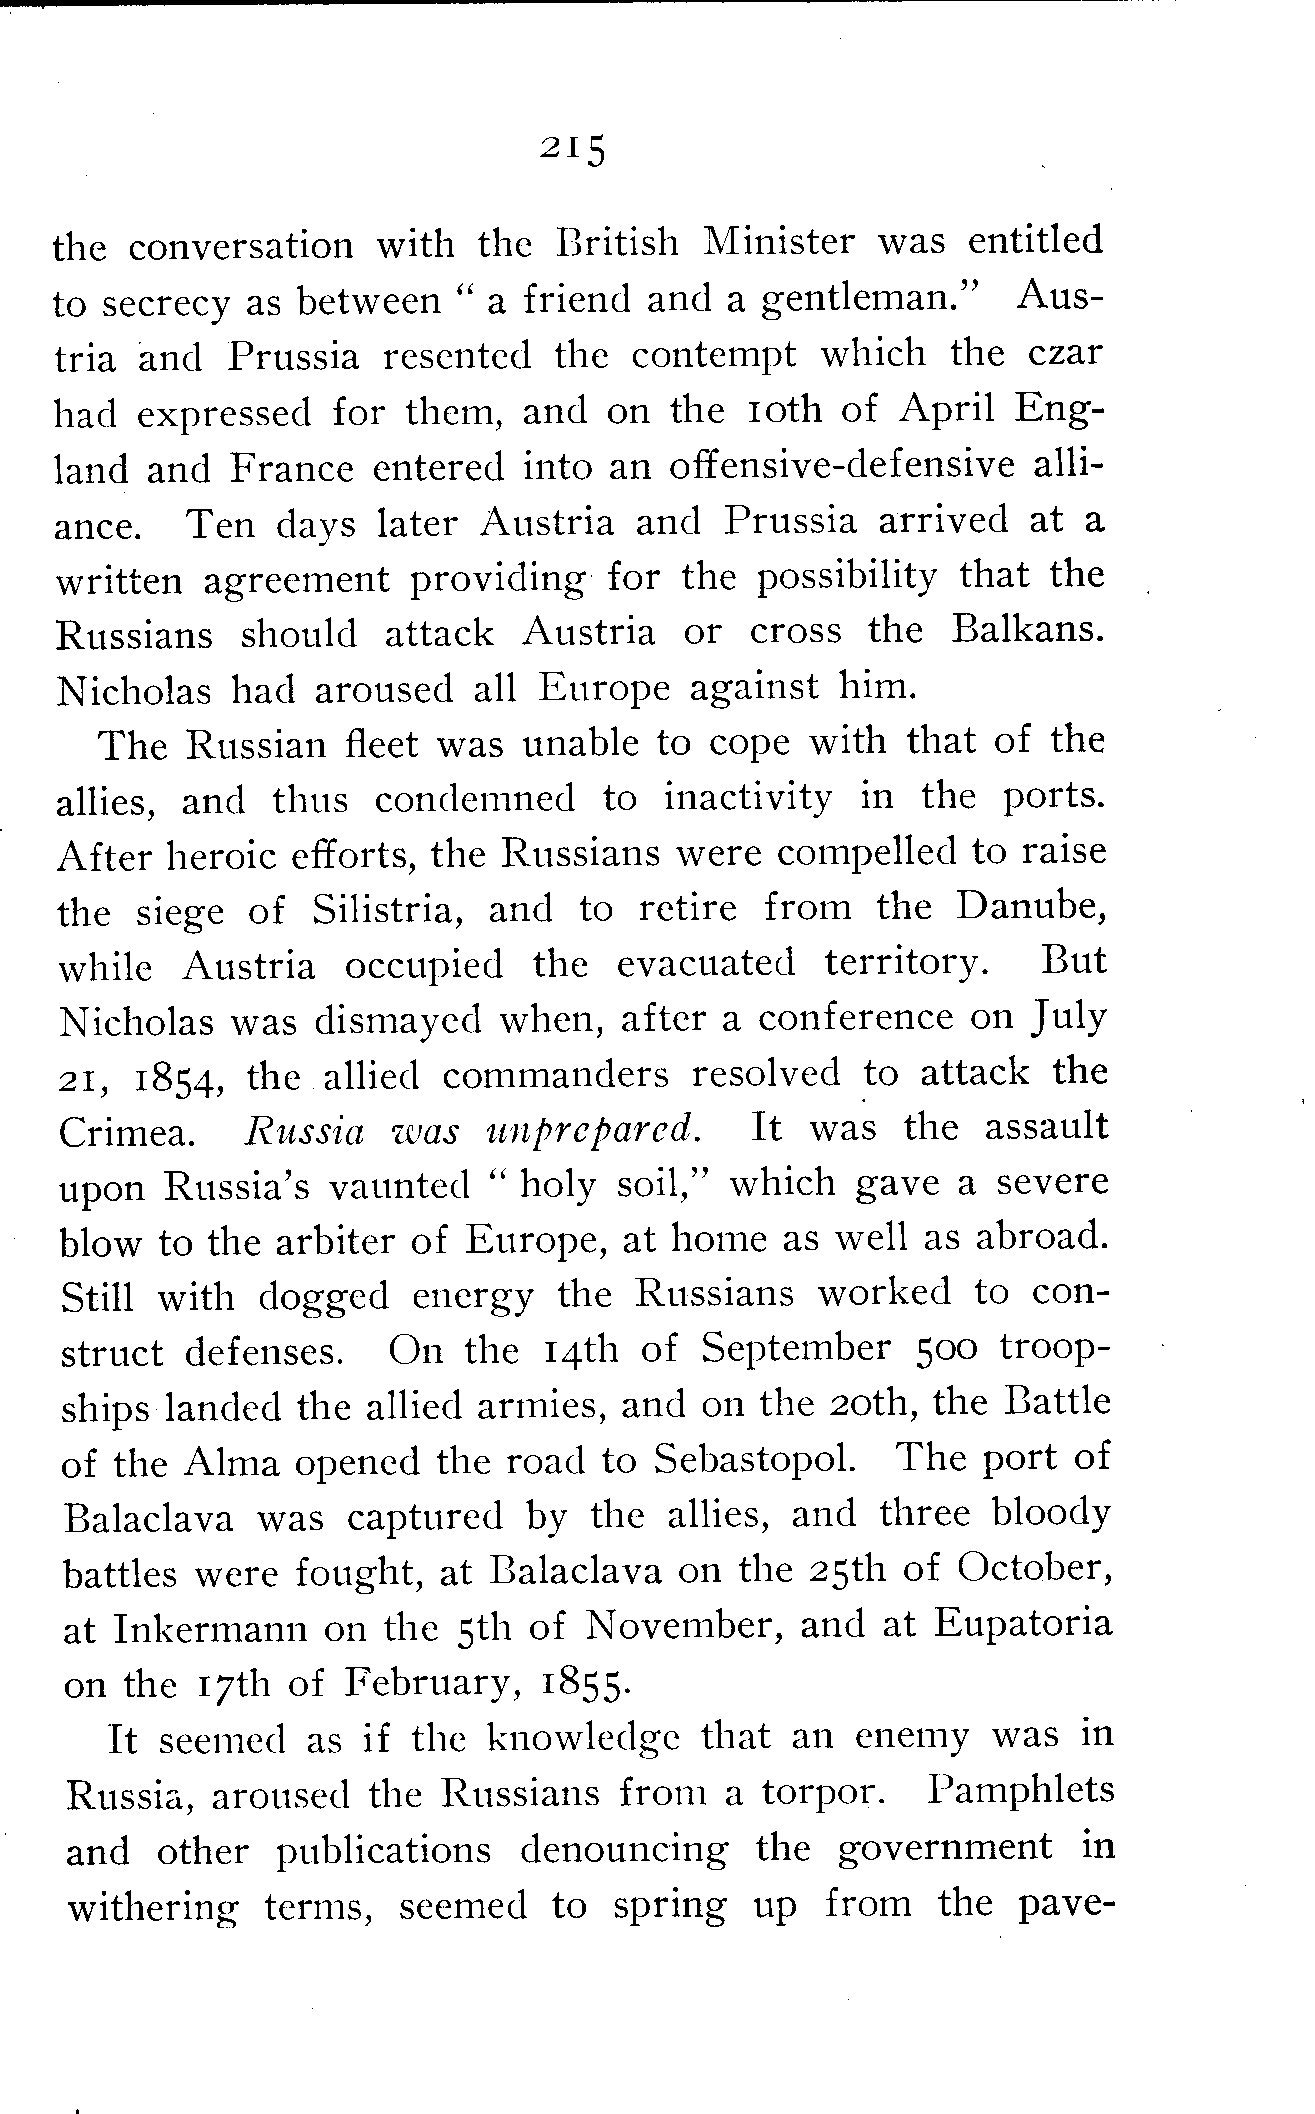 215
the conversation with the British Minister was entitled
to secrecy as between " a friend and a gentleman." Aus-
tria and Prussia resented the contempt which the czar
had expressed for them, and on the 10th of April Eng-
land and France entered into an offensive-defensive alli-
ance. Ten days later Austria and Prussia arrived at a
written agreement providing for the possibility that the
Russians should attack Austria or cross the Balkans.
Nicholas had aroused all Europe against him.
The Russian fleet was unable to cope with that of the
allies, and thus condemned to inactivity in the ports.
After heroic efforts, the Russians were compelled to raise
the siege of Silistria, and to retire from the Danube,
while Austria occupied the evacuated territory. But
Nicholas was dismayed when, after a conference on July
21, 1854, the allied commanders resolved to attack the
Crimea. Russia was unprepared. It was the assault
upon Russia's vaunted " holy soil," which gave a severe
blow to the arbiter of Europe, at home as well as abroad.
Still with dogged energy the Russians worked to con-
struct defenses. On the 14th of September 500 troop-
ships landed the allied armies, and on the 20th, the Battle
of the Alma opened the road to Sebastopol. The port of
Balaclava was captured by the allies, and three bloody
battles were fought, at Balaclava on the 25th of October,
at Inkermann on the 5th of November, and at Eupatoria
on the 17th of February, 1855.
It seemed as if the knowledge that an enemy was in
Russia, aroused the Russians from a torpor. Pamphlets
and other publications denouncing the government in
withering terms, seemed to spring up from the pave-